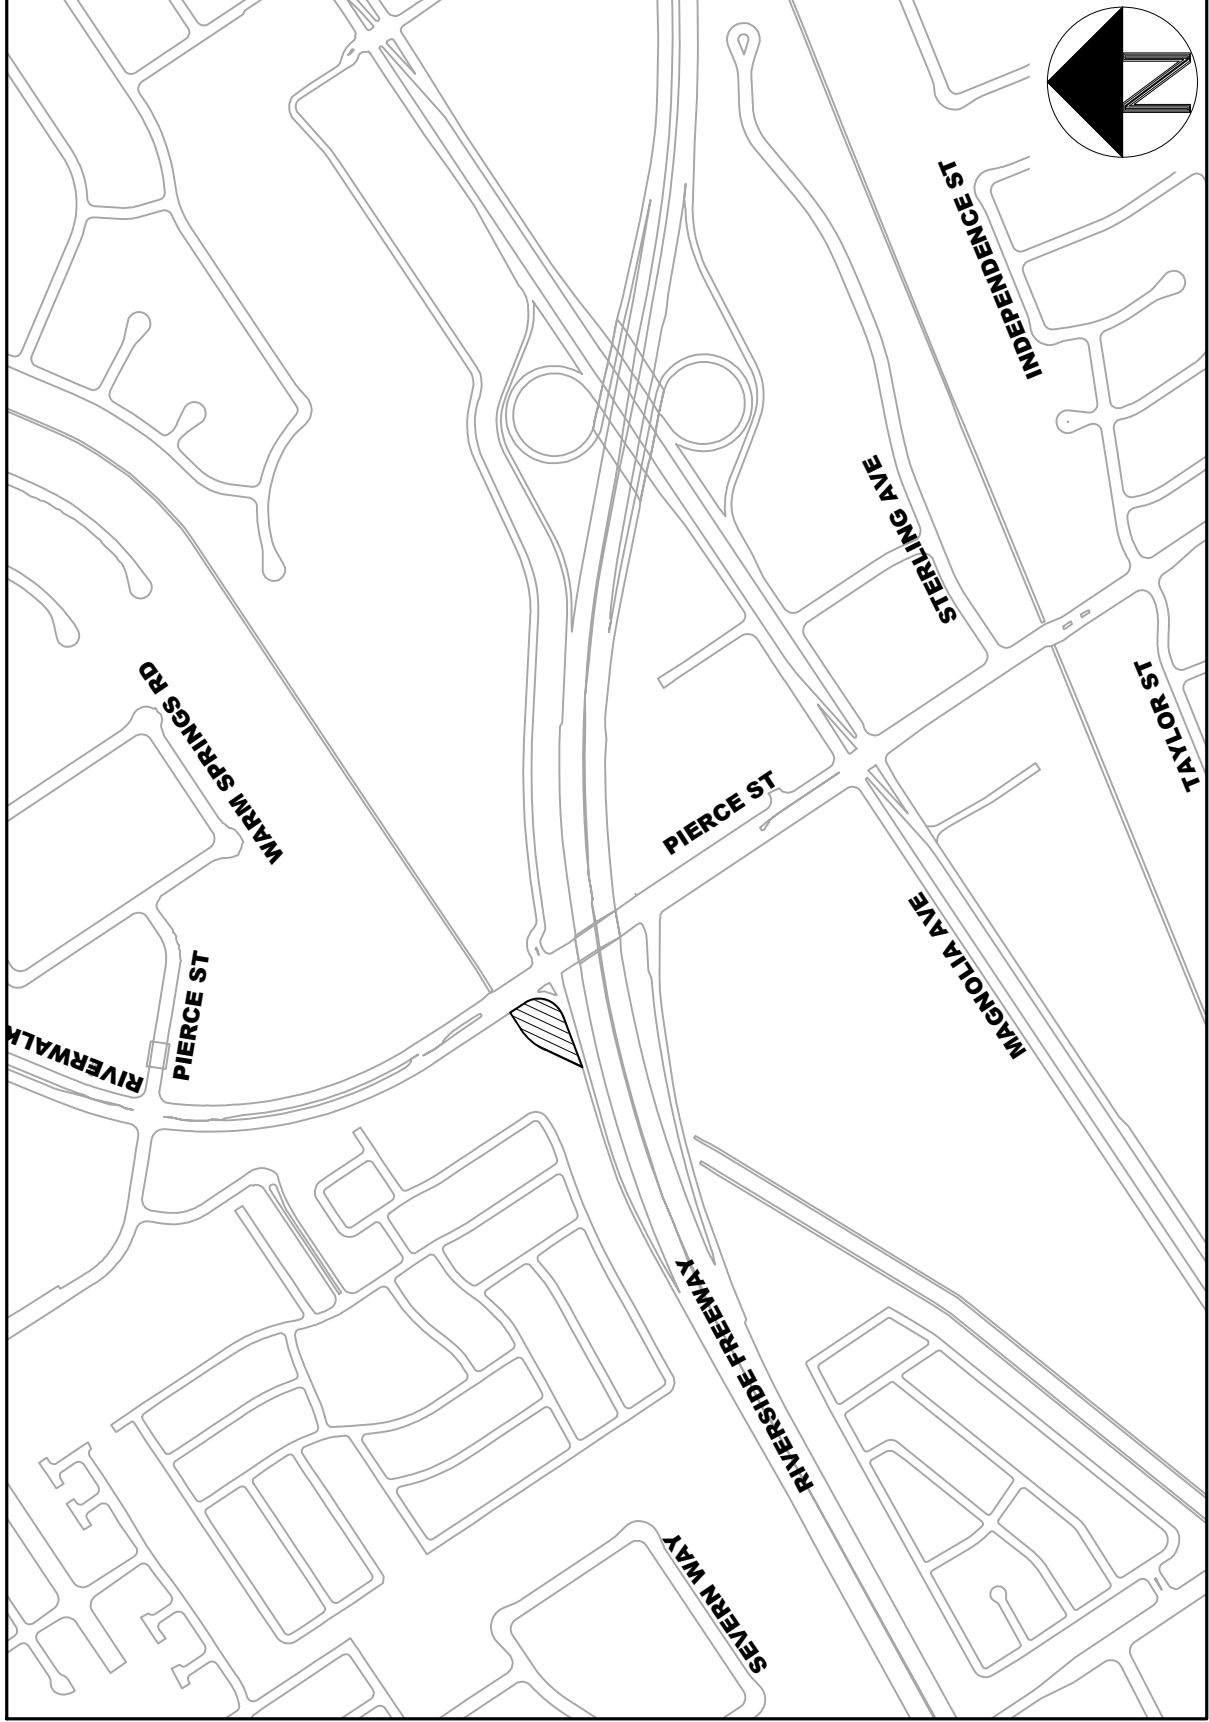 N
INDEPENDENCE ST
STERLING AVE
WARM SPRINGS RD
TAYLOR ST
PIERCE ST
MAGNOLIA AVE
PIERCE ST
RIVERWALK
RIVERSIDE FREEWAY
SEVERN WAY